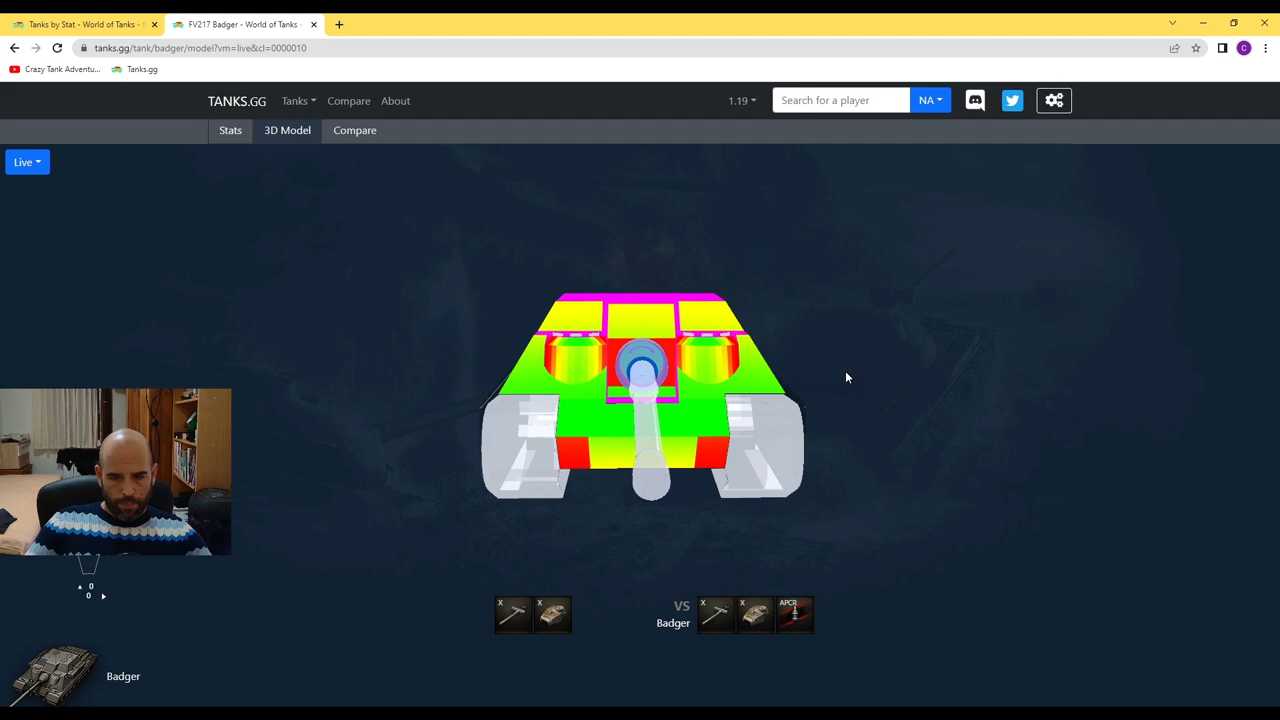 Tanks by Stat - World of Tanks -
FV217 Badger - World of Tanks -
tanks.gg/tank/badger/model?vm=live&cl=0000010
C
Crazy Tank Adventu...
Tanks.gg
TANKS.GG
Tanks
Compare
About
1.19
Search for a player
NA
Stats
3D Model
Compare
Live
0
0
X
X
VS
Badger
X
X
APCR
Badger